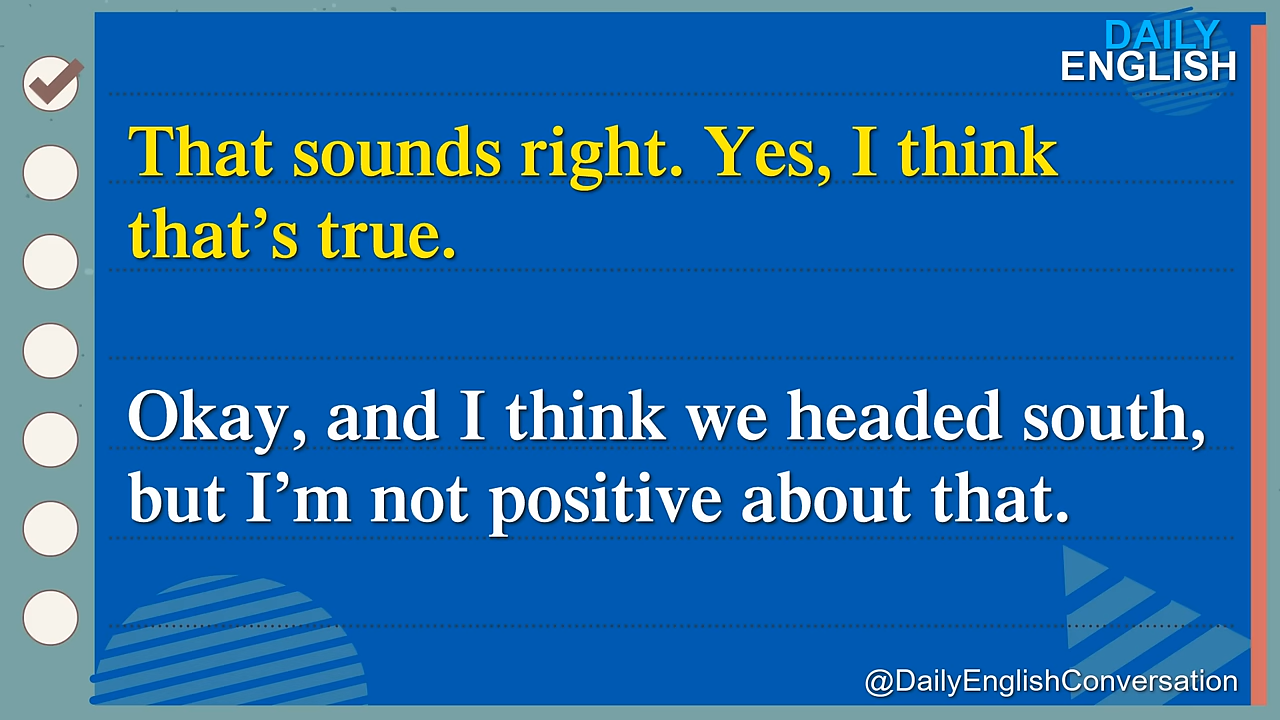 DAILY
ENGLISH
That sounds right. Yes, I think
that’s true.
Okay, and I think we headed south,
but I’m not positive about that.
@DailyEnglishConversation